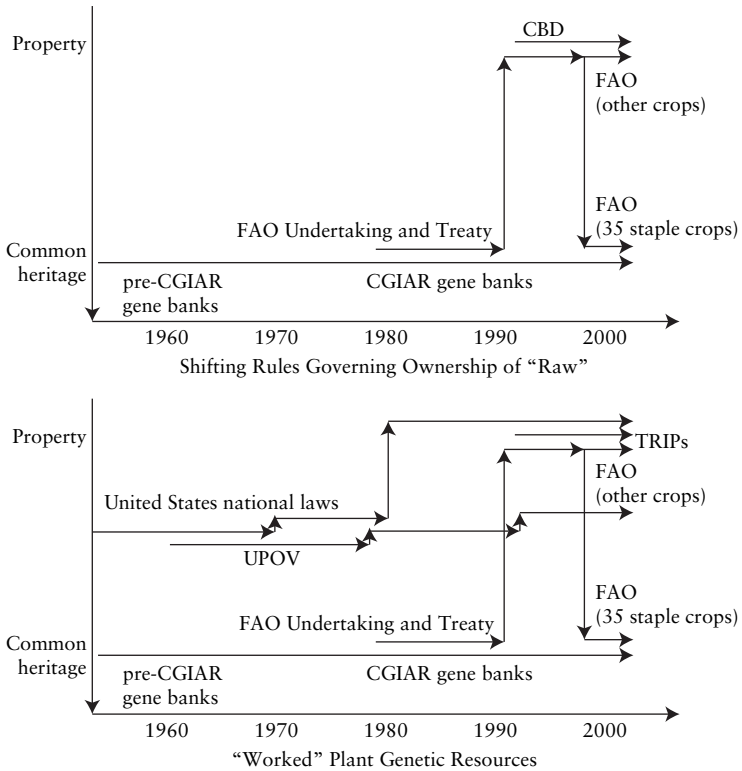 CBD
Property
FAO
(other crops)
FAO
(35 staple crops)
FAO Undertaking and Treaty
Common
heritage
pre-CGIAR
gene banks
CGIAR gene banks
1960 1970 1980 1990 2000
Shifting Rules Governing Ownership of “Raw”
Property
TRIPs
FAO
(other crops)
United States national laws
UPOV
FAO
(35 staple crops)
FAO Undertaking and Treaty
Common
heritage
pre-CGIAR
gene banks
CGIAR gene banks
1960 1970 1980 1990 2000
“Worked” Plant Genetic Resources